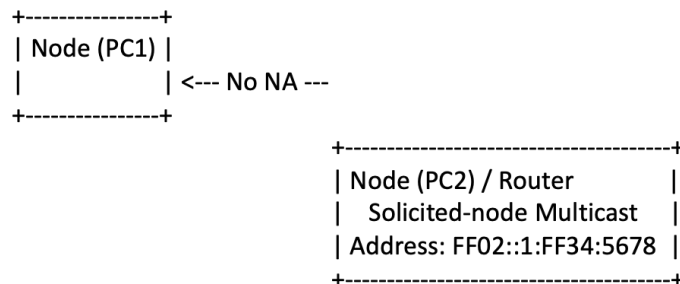 +----------------+
| Node (PC1) |
| | <--- No NA ---
+----------------+
+---------------------------------------+
| Node (PC2) / Router |
| Solicited-node Multicast |
| Address: FF02::1:FF34:5678 |
+---------------------------------------+